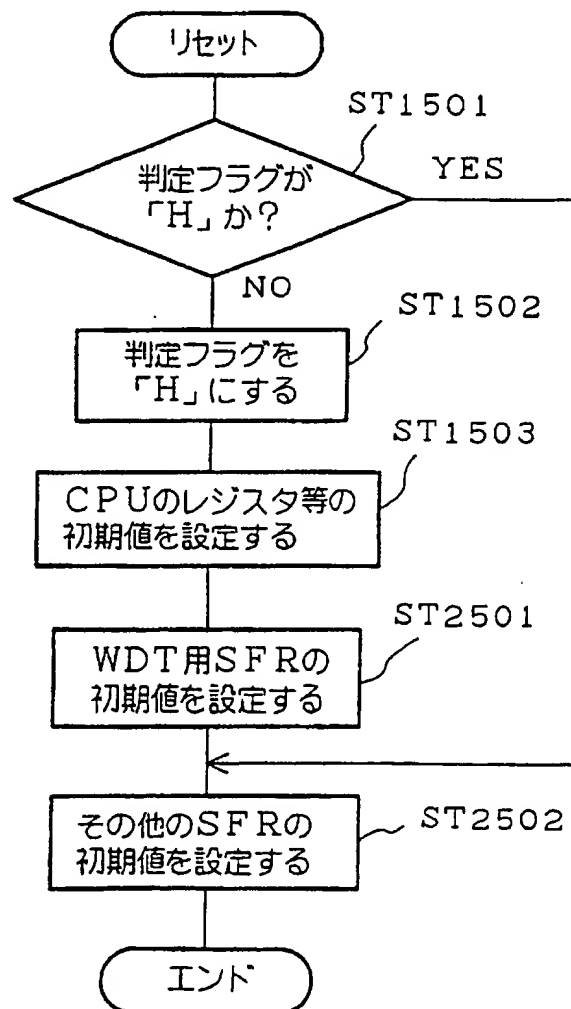 リセット
ST1501
判定フラグが
「H」か?
YES
NO
ST1502
判定フラグを
「H」にする
ST1503
CPUのレジスタ等の
初期値を設定する
ST2501
WDT用SFRの
初期値を設定する
その他のSFRの
初期値を設定する
ST2502
エンド